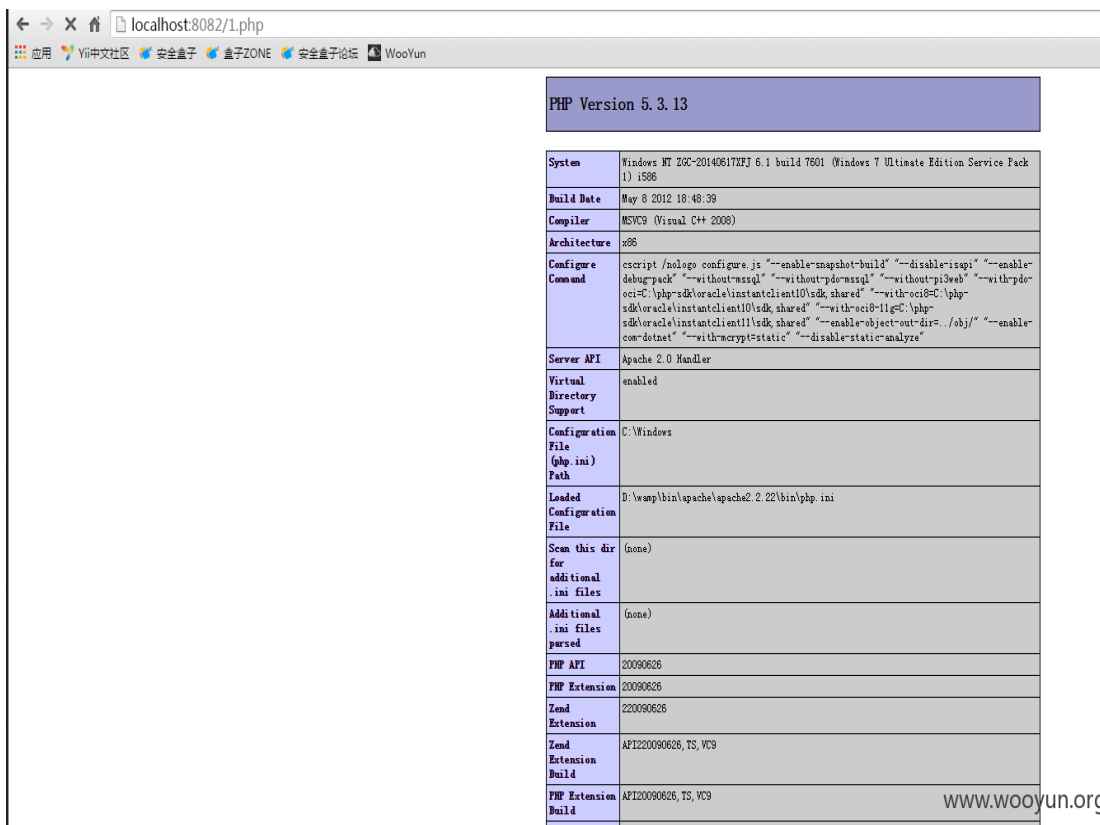 localhost:8082/1.php
应用 Yii中文社区 安全盒子 盒子ZONE 安全盒子论坛 WooYun
PHP Version 5.3.13
System Windows NT ZGC-20140617XFJ 6.1 build 7601 (Windows 7 Ultimate Edition Service Pack
1) i586
Build Date May 8 2012 18:48:39
Compiler MSVC9 (Visual C++ 2008)
Architecture x86
Configure
Command
cscript /nologo configure.js "--enable-snapshot-build" "--disable-isapi" "--enable-
debug-pack" "--without-mssql" "--without-pdo-mssql" "--without-pi3web" "--with-pdo-
oci=C:\php-sdk\oracle\instantclient10\sdk,shared" "--with-oci8=C:\php-
sdk\oracle\instantclient10\sdk,shared" "--with-oci8-11g=C:\php-
sdk\oracle\instantclient11\sdk,shared" "--enable-object-out-dir=../obj/" "--enable-
com-dotnet" "--with-mcrypt=static" "--disable-static-analyze"
Server API Apache 2.0 Handler
Virtual
Directory
Support
enabled
Configuration
File
(php.ini)
Path
C:\Windows
Loaded
Configuration
File
D:\wamp\bin\apache\apache2.2.22\bin\php.ini
Scan this dir
for
additional
.ini files
(none)
Additional
.ini files
parsed
(none)
PHP API 20090626
PHP Extension 20090626
Zend
Extension
220090626
Zend
Extension
Build
API220090626,TS,VC9
PHP Extension
Build
API20090626,TS,VC9
www.wooyun.org